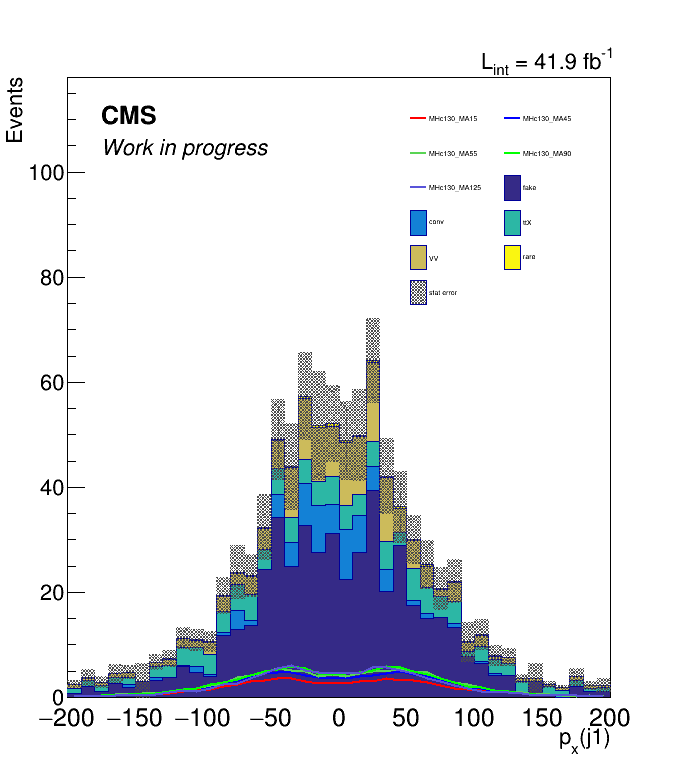 L_int = 41.9 fb^-1
Events
CMS
Work in progress
MHc130_MA15
MHc130_MA45
MHc130_MA55
MHc130_MA90
MHc130_MA125
fake
conv
ttX
VV
rare
stat error
100
80
60
40
20
0
−200 −150 −100 −50 0 50 100 150 200
p_x(j1)